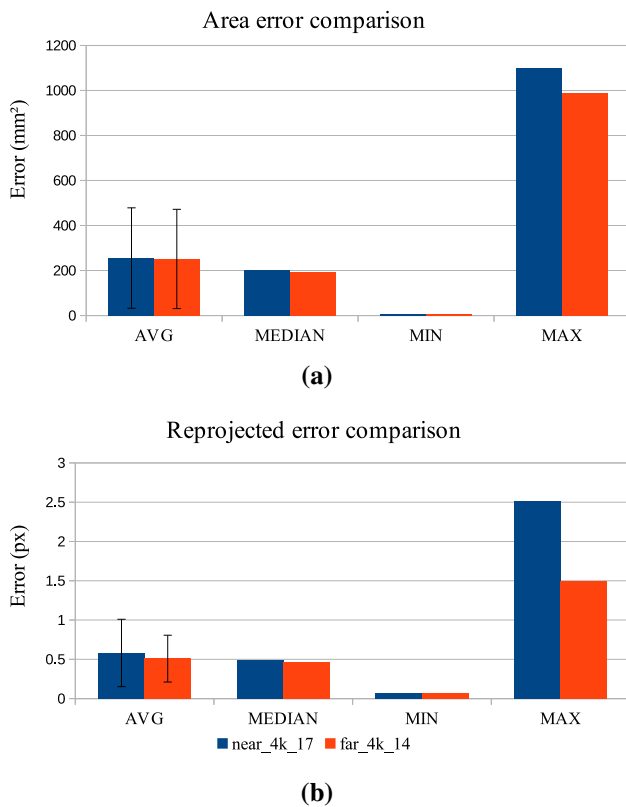 Area error comparison
1200
1000
800
600
400
200
0
Error (mm²)
AVG MEDIAN MIN MAX
(a)
Reprojected error comparison
3
2.5
2
1.5
1
0.5
0
Error (px)
AVG MEDIAN MIN MAX
near_4k_17 far_4k_14
(b)